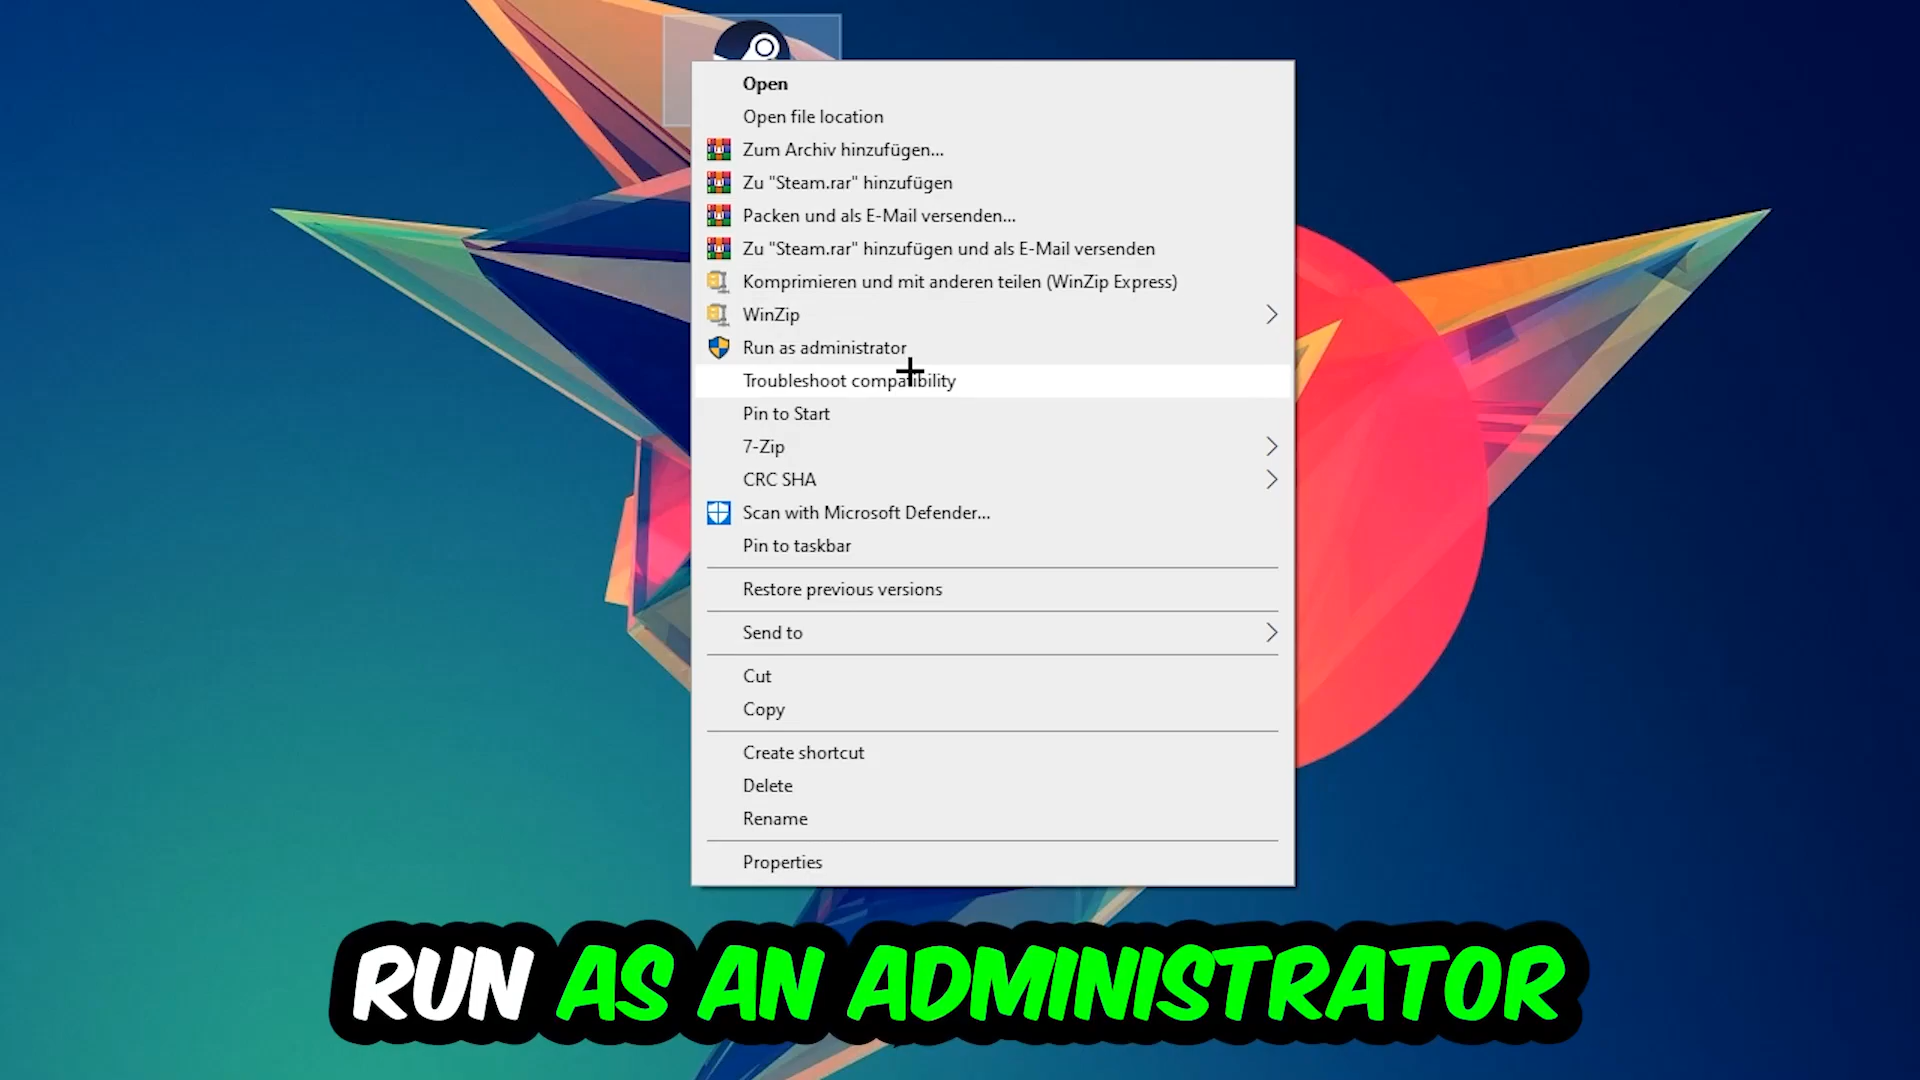 Open
Open file location
Zum Archiv hinzufügen...
Zu "Steam.rar" hinzufügen
Packen und als E-Mail versenden...
Zu "Steam.rar" hinzufügen und als E-Mail versenden
Komprimieren und mit anderen teilen (WinZip Express)
WinZip
Run as administrator
Troubleshoot compatibility
Pin to Start
7-Zip
CRC SHA
Scan with Microsoft Defender...
Pin to taskbar
Restore previous versions
Send to
Cut
Copy
Create shortcut
Delete
Rename
Properties
RUN AS AN ADMINISTRATOR